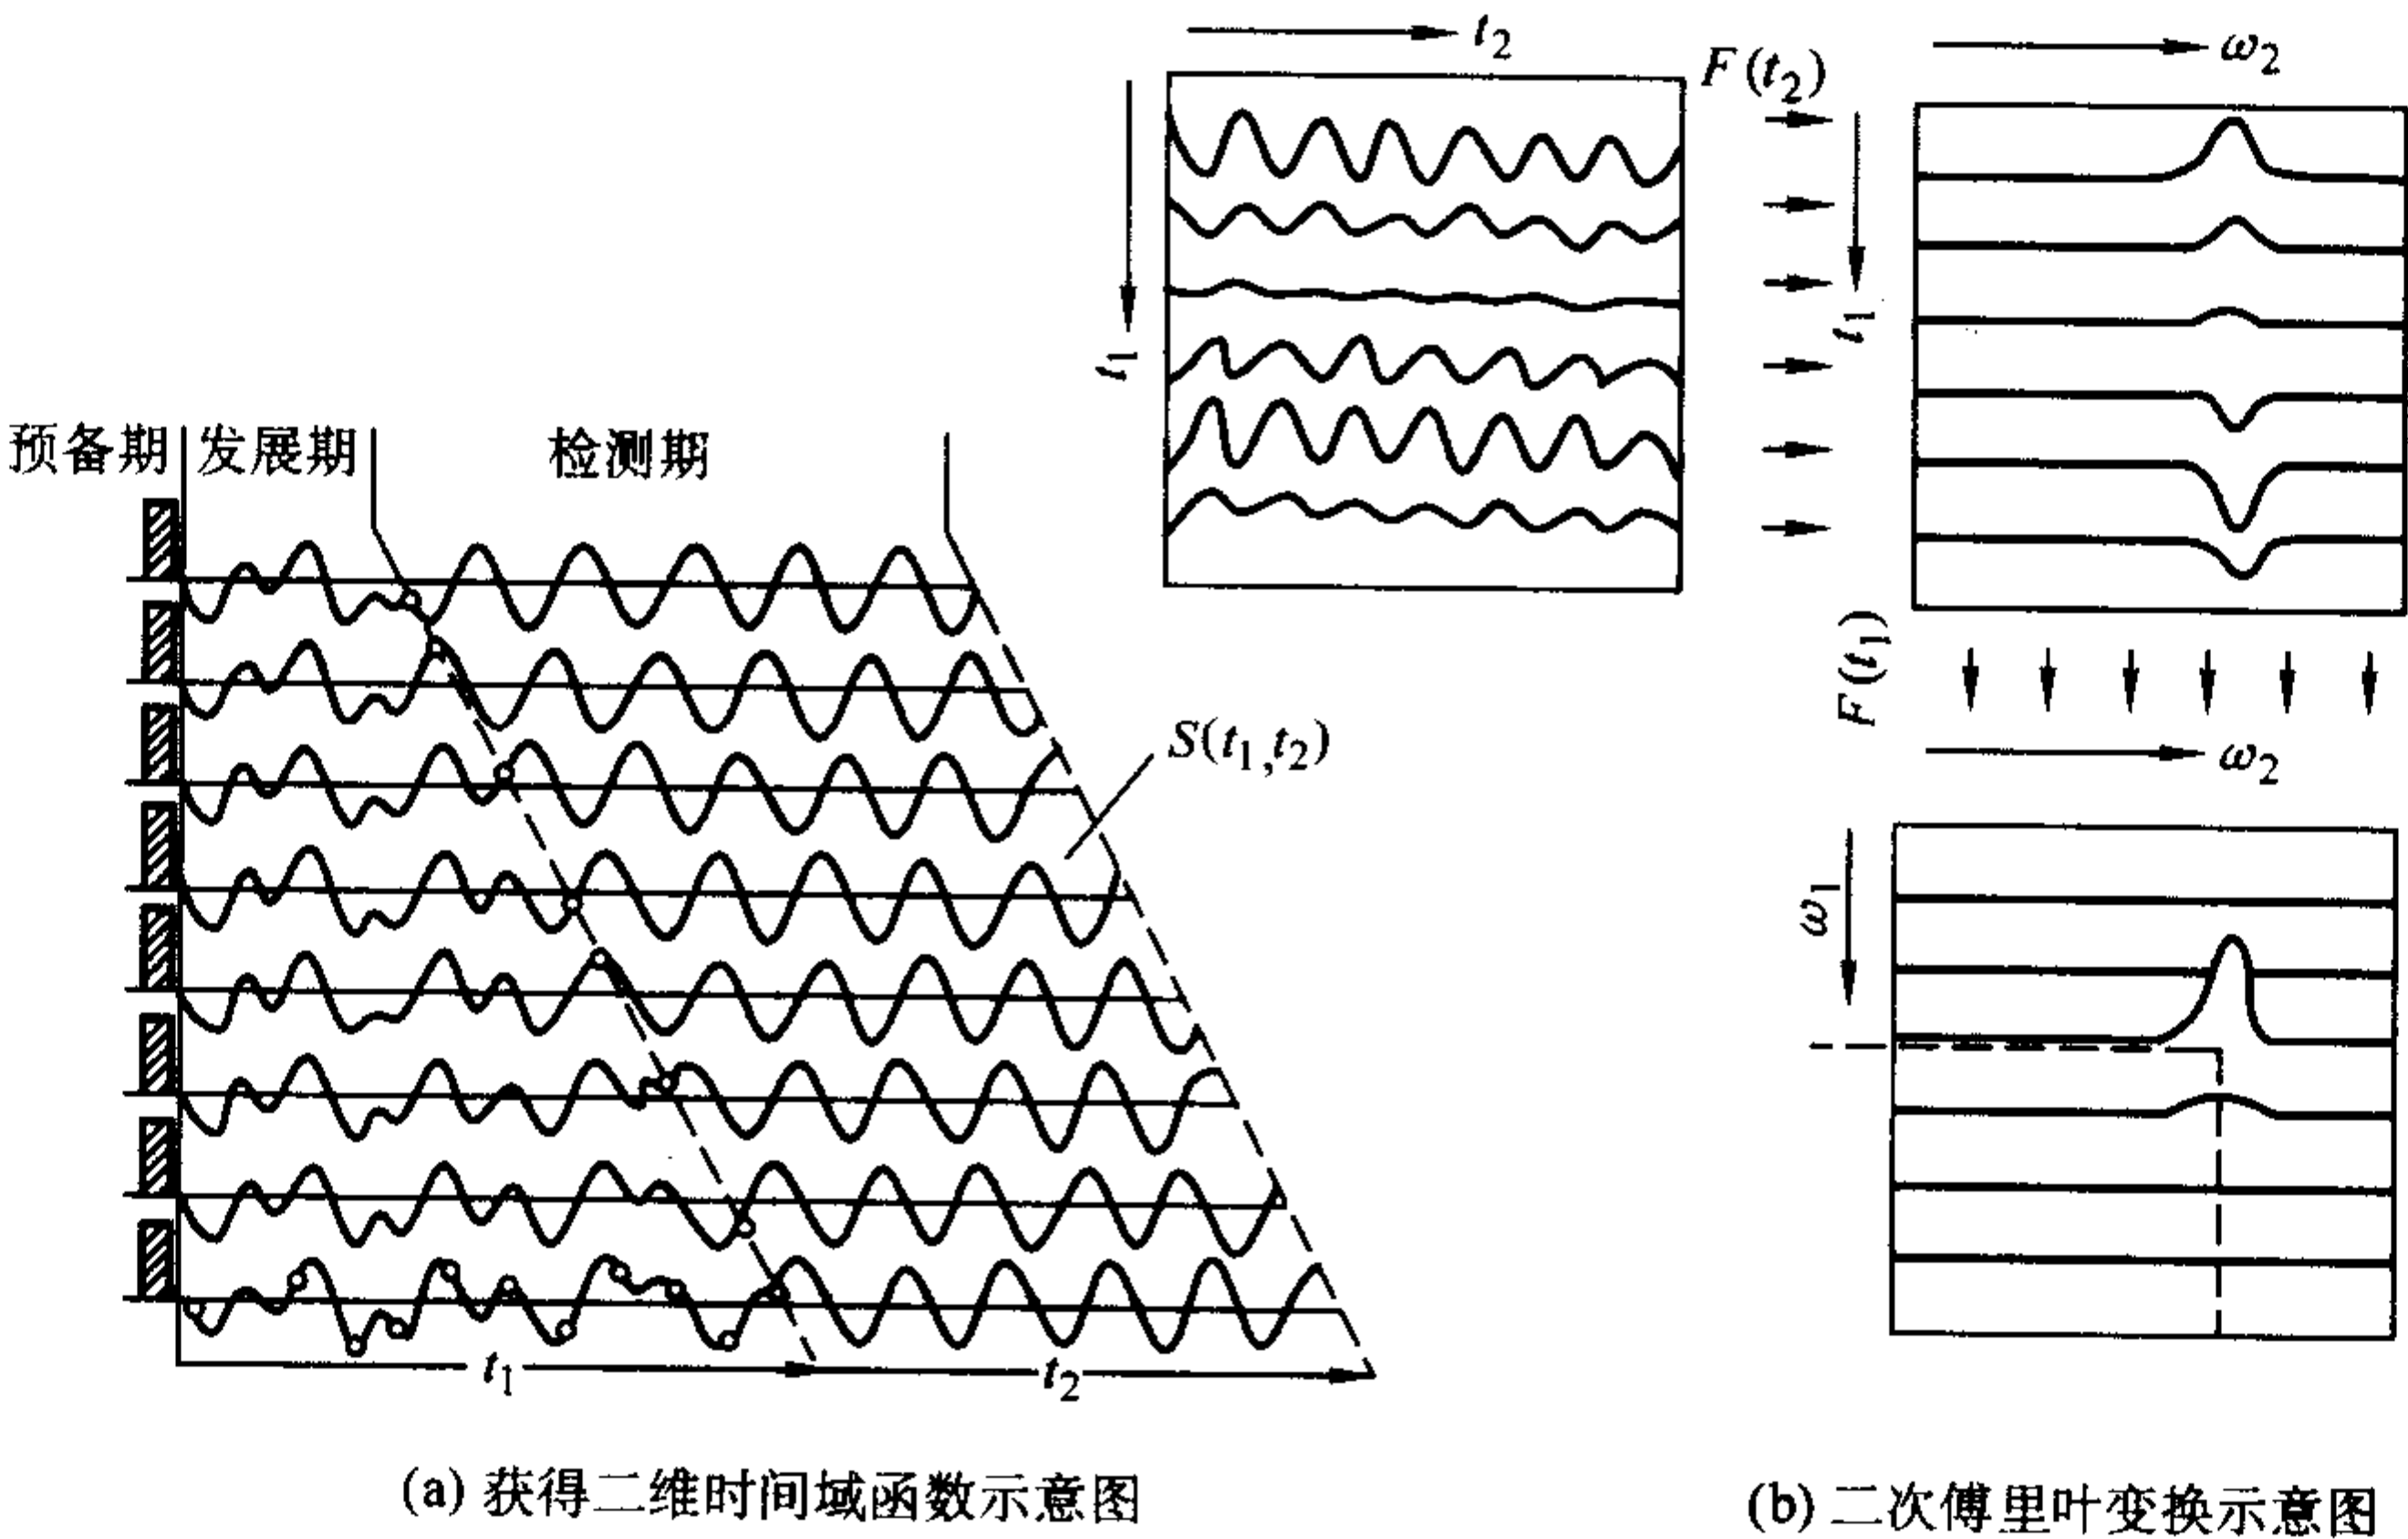 t₂
F(t₂)
ω₂
t₁
t₁
预备期 发展期 检测期
S(t₁,t₂)
F(t₁)
ω₂
ω₁
t₁ t₂
(a) 获得二维时间域函数示意图
(b) 二次傅里叶变换示意图